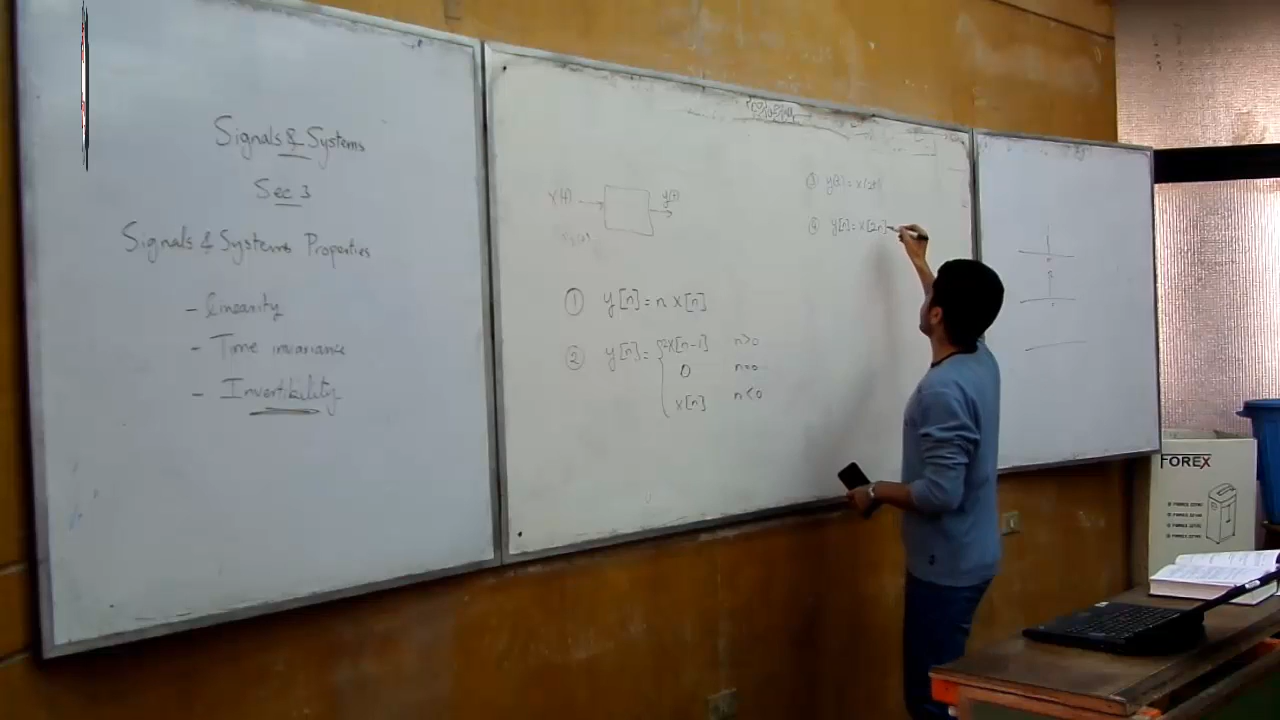 Signals & Systems
Sec 3
Signals & Systems Properties
- linearity
- Time invariance
- Invertibility
x(t) y(t)
① y[n] = n x[n]
② y[n] = { 2x[n-1] n>0
0 n=0
x[n] n<0
③ y(t) = x(2t)
④ y[n] = x[2n]
FOREX